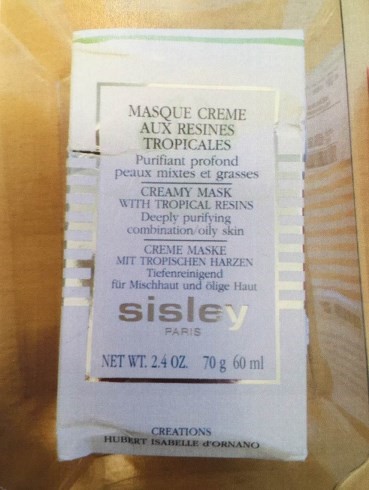 MASQUE CREME
AUX RESINES
TROPICALES
Purifiant profond
peaux mixtes et grasses
CREAMY MASK
WITH TROPICAL RESINS
Deeply purifying
combination/oily skin
CREME MASKE
MIT TROPISCHEN HARZEN
Tiefenreinigend
für Mischhaut und ölige Haut
sisley
PARIS
NET WT. 2.4 OZ. 70 g 60 ml
CREATIONS
HUBERT ISABELLE d'ORNANO